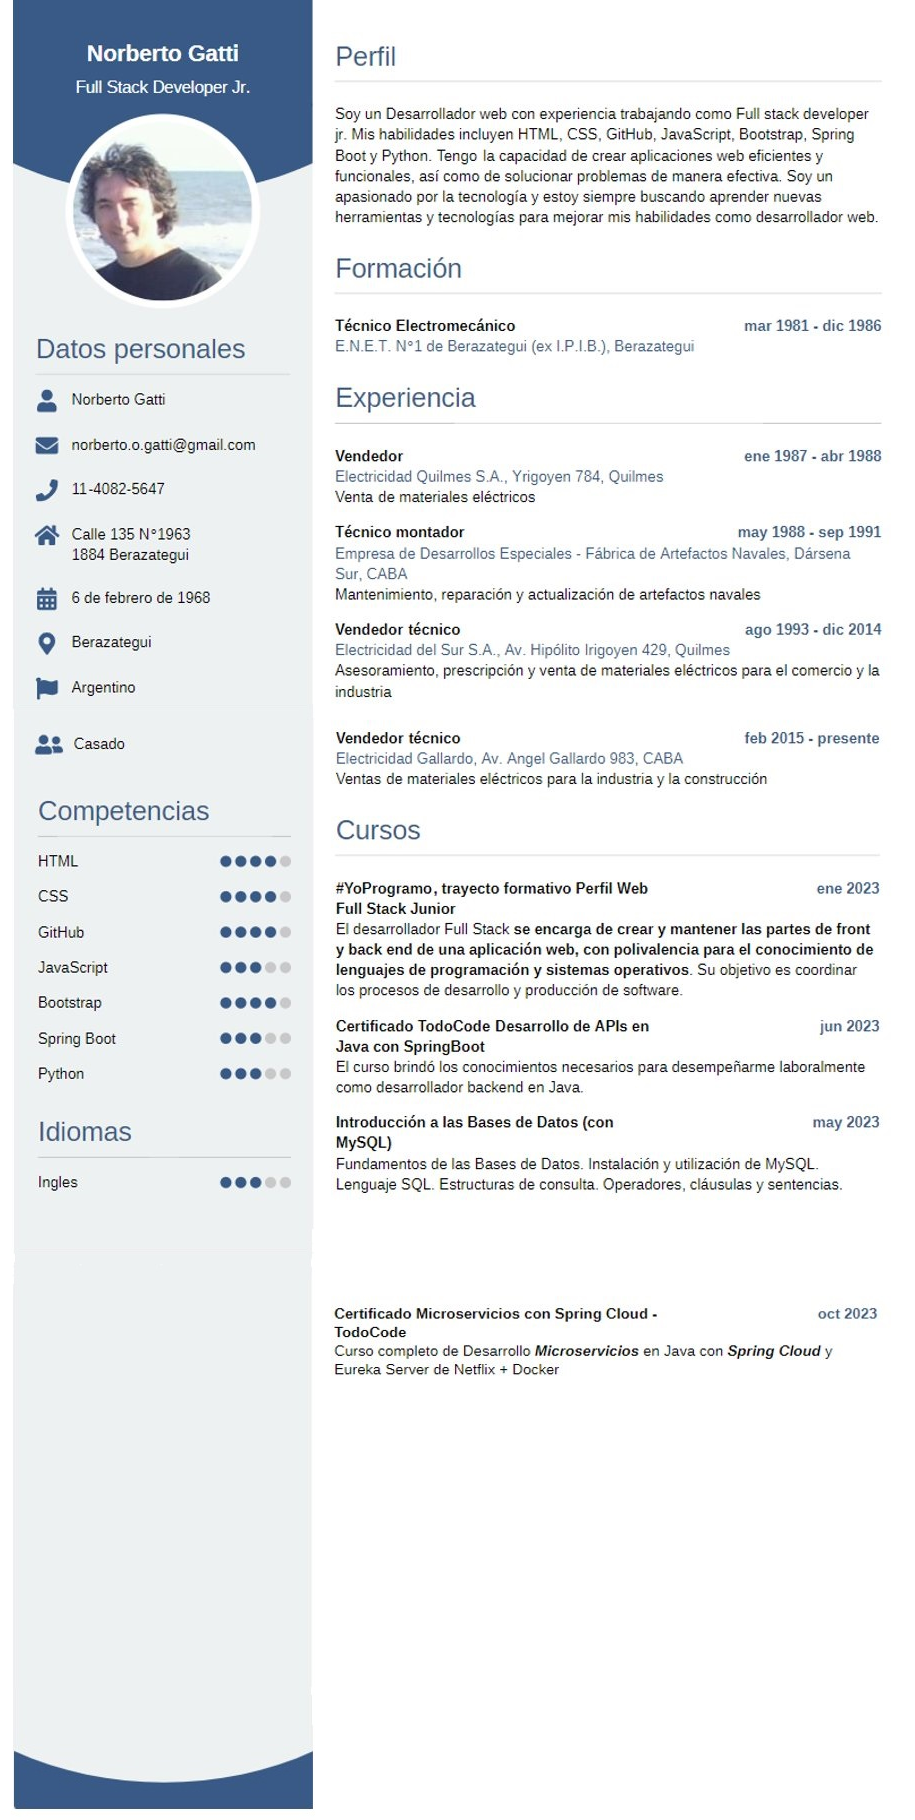 Norberto Gatti
Full Stack Developer Jr.
Datos personales
Norberto Gatti
norberto.o.gatti@gmail.com
11-4082-5647
Calle 135 N°1963
1884 Berazategui
6 de febrero de 1968
Berazategui
Argentino
Casado
Competencias
HTML
CSS
GitHub
JavaScript
Bootstrap
Spring Boot
Python
Idiomas
Ingles
Perfil
Soy un Desarrollador web con experiencia trabajando como Full stack developer
jr. Mis habilidades incluyen HTML, CSS, GitHub, JavaScript, Bootstrap, Spring
Boot y Python. Tengo la capacidad de crear aplicaciones web eficientes y
funcionales, así como de solucionar problemas de manera efectiva. Soy un
apasionado por la tecnología y estoy siempre buscando aprender nuevas
herramientas y tecnologías para mejorar mis habilidades como desarrollador web.
Formación
Técnico Electromecánico mar 1981 - dic 1986
E.N.E.T. N°1 de Berazategui (ex I.P.I.B.), Berazategui
Experiencia
Vendedor ene 1987 - abr 1988
Electricidad Quilmes S.A., Yrigoyen 784, Quilmes
Venta de materiales eléctricos
Técnico montador may 1988 - sep 1991
Empresa de Desarrollos Especiales - Fábrica de Artefactos Navales, Dársena
Sur, CABA
Mantenimiento, reparación y actualización de artefactos navales
Vendedor técnico ago 1993 - dic 2014
Electricidad del Sur S.A., Av. Hipólito Irigoyen 429, Quilmes
Asesoramiento, prescripción y venta de materiales eléctricos para el comercio y la
industria
Vendedor técnico feb 2015 - presente
Electricidad Gallardo, Av. Angel Gallardo 983, CABA
Ventas de materiales eléctricos para la industria y la construcción
Cursos
#YoProgramo, trayecto formativo Perfil Web ene 2023
Full Stack Junior
El desarrollador Full Stack se encarga de crear y mantener las partes de front
y back end de una aplicación web, con polivalencia para el conocimiento de
lenguajes de programación y sistemas operativos. Su objetivo es coordinar
los procesos de desarrollo y producción de software.
Certificado TodoCode Desarrollo de APIs en jun 2023
Java con SpringBoot
El curso brindó los conocimientos necesarios para desempeñarme laboralmente
como desarrollador backend en Java.
Introducción a las Bases de Datos (con may 2023
MySQL)
Fundamentos de las Bases de Datos. Instalación y utilización de MySQL.
Lenguaje SQL. Estructuras de consulta. Operadores, cláusulas y sentencias.
Certificado Microservicios con Spring Cloud - oct 2023
TodoCode
Curso completo de Desarrollo Microservicios en Java con Spring Cloud y
Eureka Server de Netflix + Docker